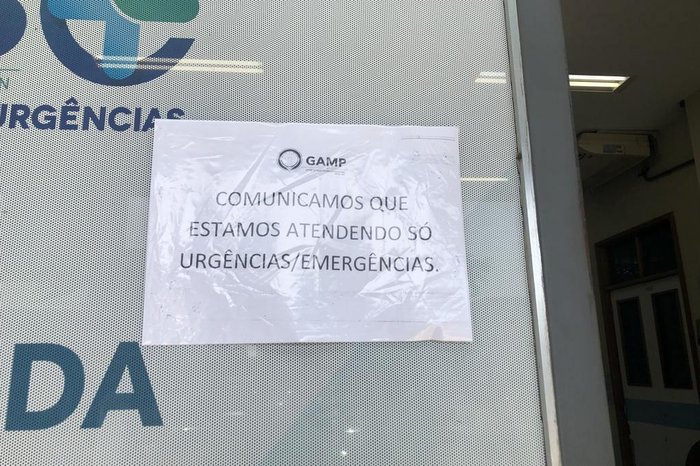 URGÊNCIAS
GAMP
COMUNICAMOS QUE
ESTAMOS ATENDENDO SÓ
URGÊNCIAS/EMERGÊNCIAS.
DA